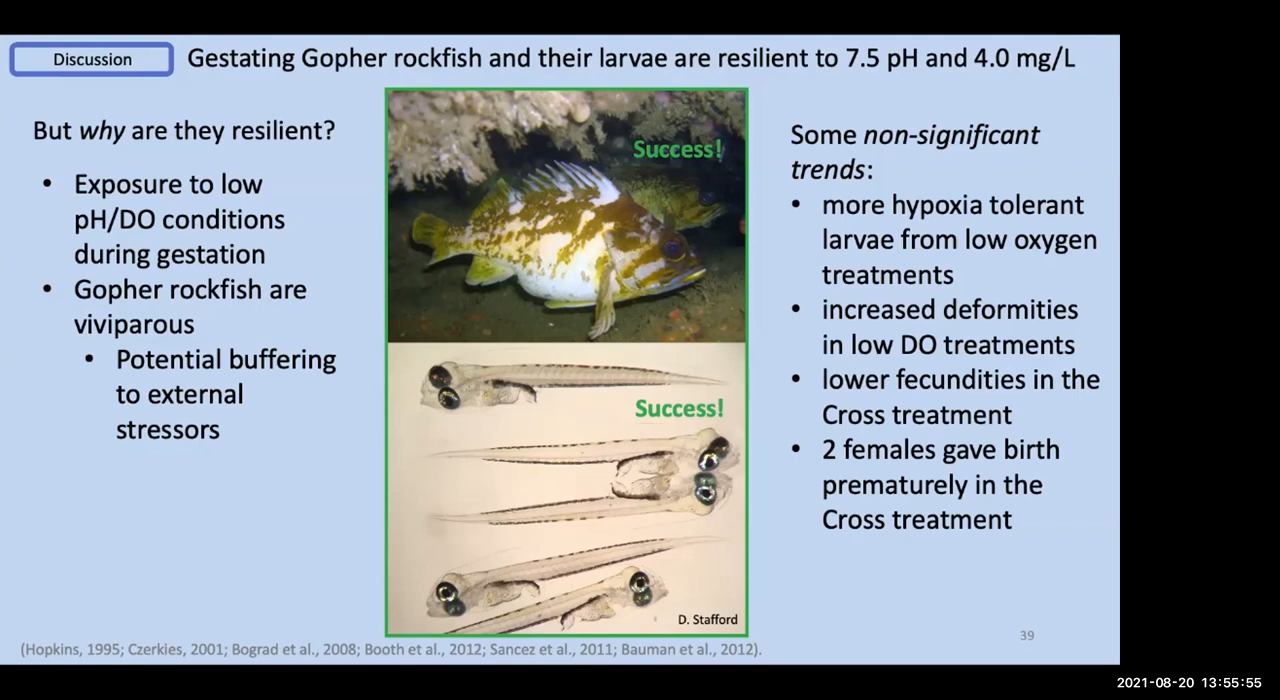 Discussion
Gestating Gopher rockfish and their larvae are resilient to 7.5 pH and 4.0 mg/L
But why are they resilient?
• Exposure to low
pH/DO conditions
during gestation
• Gopher rockfish are
viviparous
• Potential buffering
to external
stressors
Success!
Success!
D. Stafford
Some non-significant
trends:
• more hypoxia tolerant
larvae from low oxygen
treatments
• increased deformities
in low DO treatments
• lower fecundities in the
Cross treatment
• 2 females gave birth
prematurely in the
Cross treatment
39
(Hopkins, 1995; Czerkies, 2001; Bograd et al., 2008; Booth et al., 2012; Sancez et al., 2011; Bauman et al., 2012).
2021-08-20 13:55:55